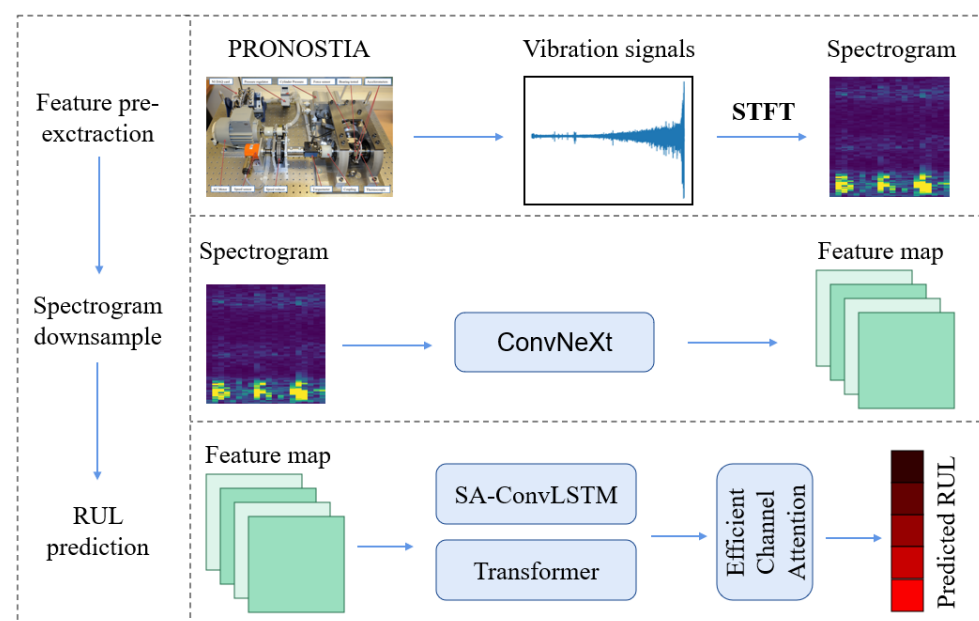 Feature pre-
exctraction
Spectrogram
downsample
RUL
prediction
PRONOSTIA
Vibration signals
STFT
Spectrogram
Spectrogram
ConvNeXt
Feature map
Feature map
SA-ConvLSTM
Transformer
Efficient
Channel
Attention
Predicted RUL